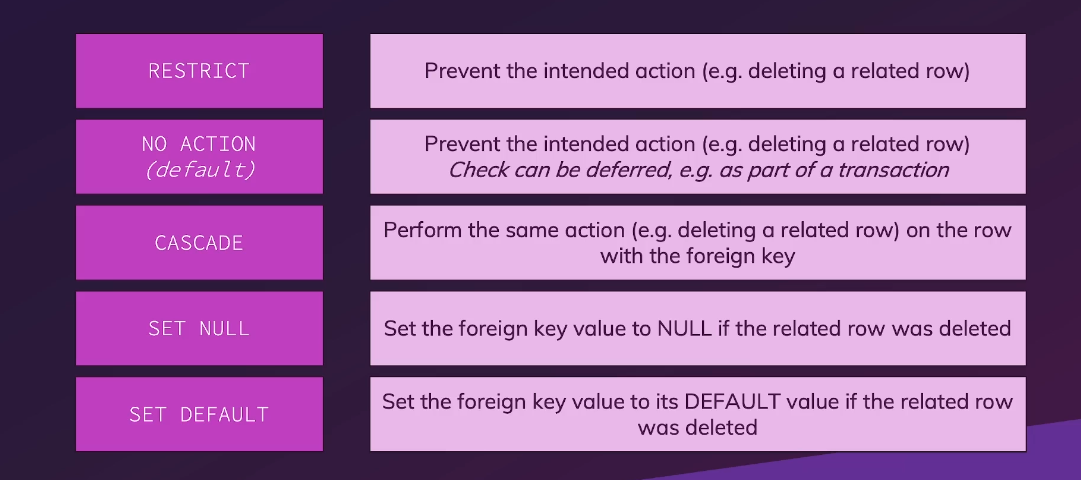 RESTRICT
Prevent the intended action (e.g. deleting a related row)
NO ACTION
(default)
Prevent the intended action (e.g. deleting a related row)
Check can be deferred, e.g. as part of a transaction
CASCADE
Perform the same action (e.g. deleting a related row) on the row
with the foreign key
SET NULL
Set the foreign key value to NULL if the related row was deleted
SET DEFAULT
Set the foreign key value to its DEFAULT value if the related row
was deleted